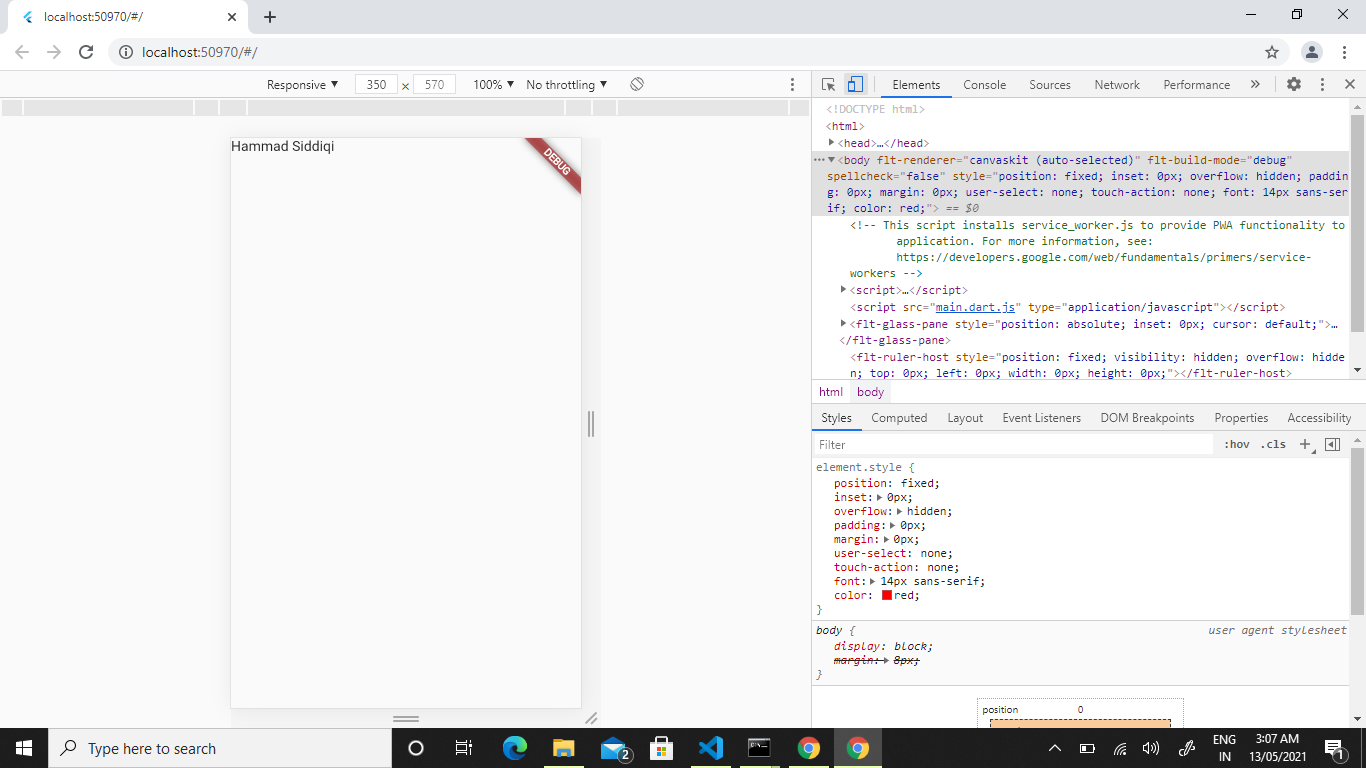 localhost:50970/#/
localhost:50970/#/
Responsive 350 × 570 100% No throttling
Elements Console Sources Network Performance »
Hammad Siddiqi
DEBUG
<!DOCTYPE html>
<html>
<head>…</head>
<body flt-renderer="canvaskit (auto-selected)" flt-build-mode="debug"
spellcheck="false" style="position: fixed; inset: 0px; overflow: hidden; paddin
g: 0px; margin: 0px; user-select: none; touch-action: none; font: 14px sans-ser
if; color: red;"> == $0
<!-- This script installs service_worker.js to provide PWA functionality to
application. For more information, see:
https://developers.google.com/web/fundamentals/primers/service-
workers -->
<script>…</script>
<script src="main.dart.js" type="application/javascript"></script>
<flt-glass-pane style="position: absolute; inset: 0px; cursor: default;">…
</flt-glass-pane>
<flt-ruler-host style="position: fixed; visibility: hidden; overflow: hidde
n; top: 0px; left: 0px; width: 0px; height: 0px;"></flt-ruler-host>
html body
Styles Computed Layout Event Listeners DOM Breakpoints Properties Accessibility
Filter :hov .cls +
element.style {
position: fixed;
inset: 0px;
overflow: hidden;
padding: 0px;
margin: 0px;
user-select: none;
touch-action: none;
font: 14px sans-serif;
color: red;
}
body { user agent stylesheet
display: block;
margin: 8px;
}
position 0
Type here to search
2
ENG
IN
3:07 AM
13/05/2021
1